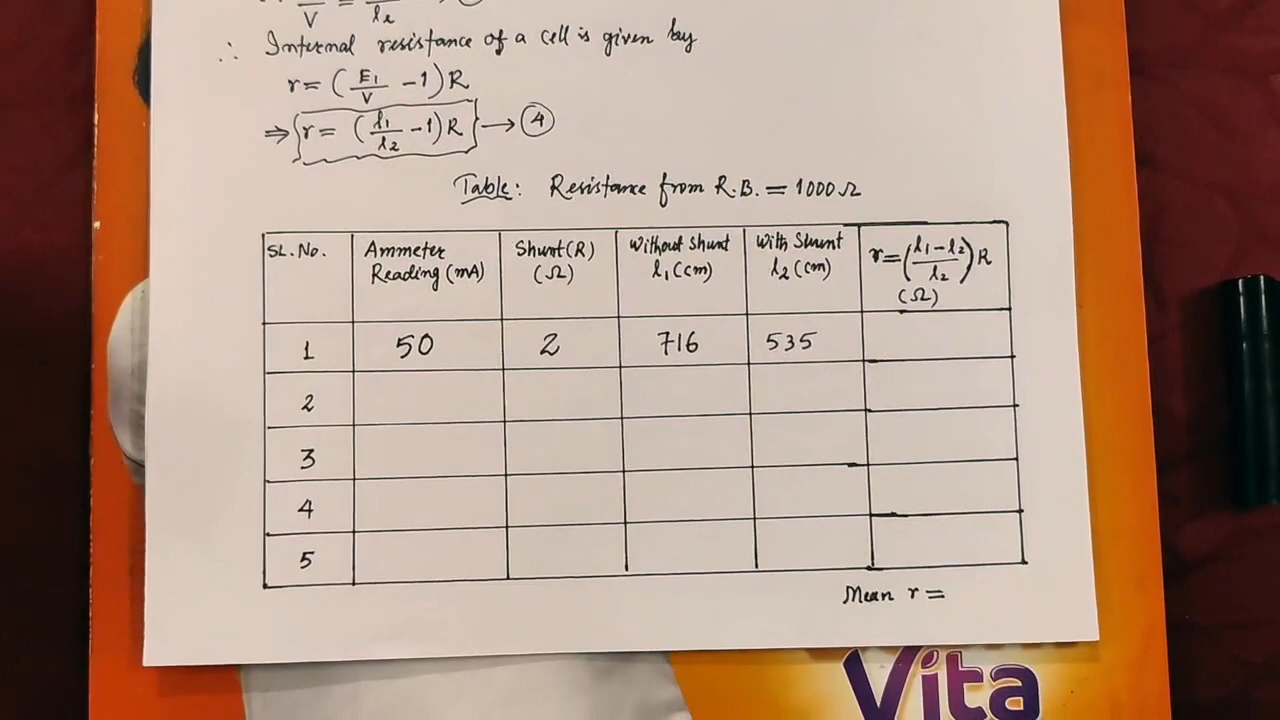 V l₂
∴ Internal resistance of a cell is given by
r = (E₁/V - 1) R
⇒ r = (l₁/l₂ - 1) R → 4
Table: Resistance from R.B. = 1000 Ω
SL. No. Ammeter Reading (mA) Shunt (R) (Ω) Without Shunt l₁ (cm) With Shunt l₂ (cm) r = (l₁ - l₂/l₂) R (Ω)
1 50 2 716 535
2
3
4
5
Mean r =
Vita